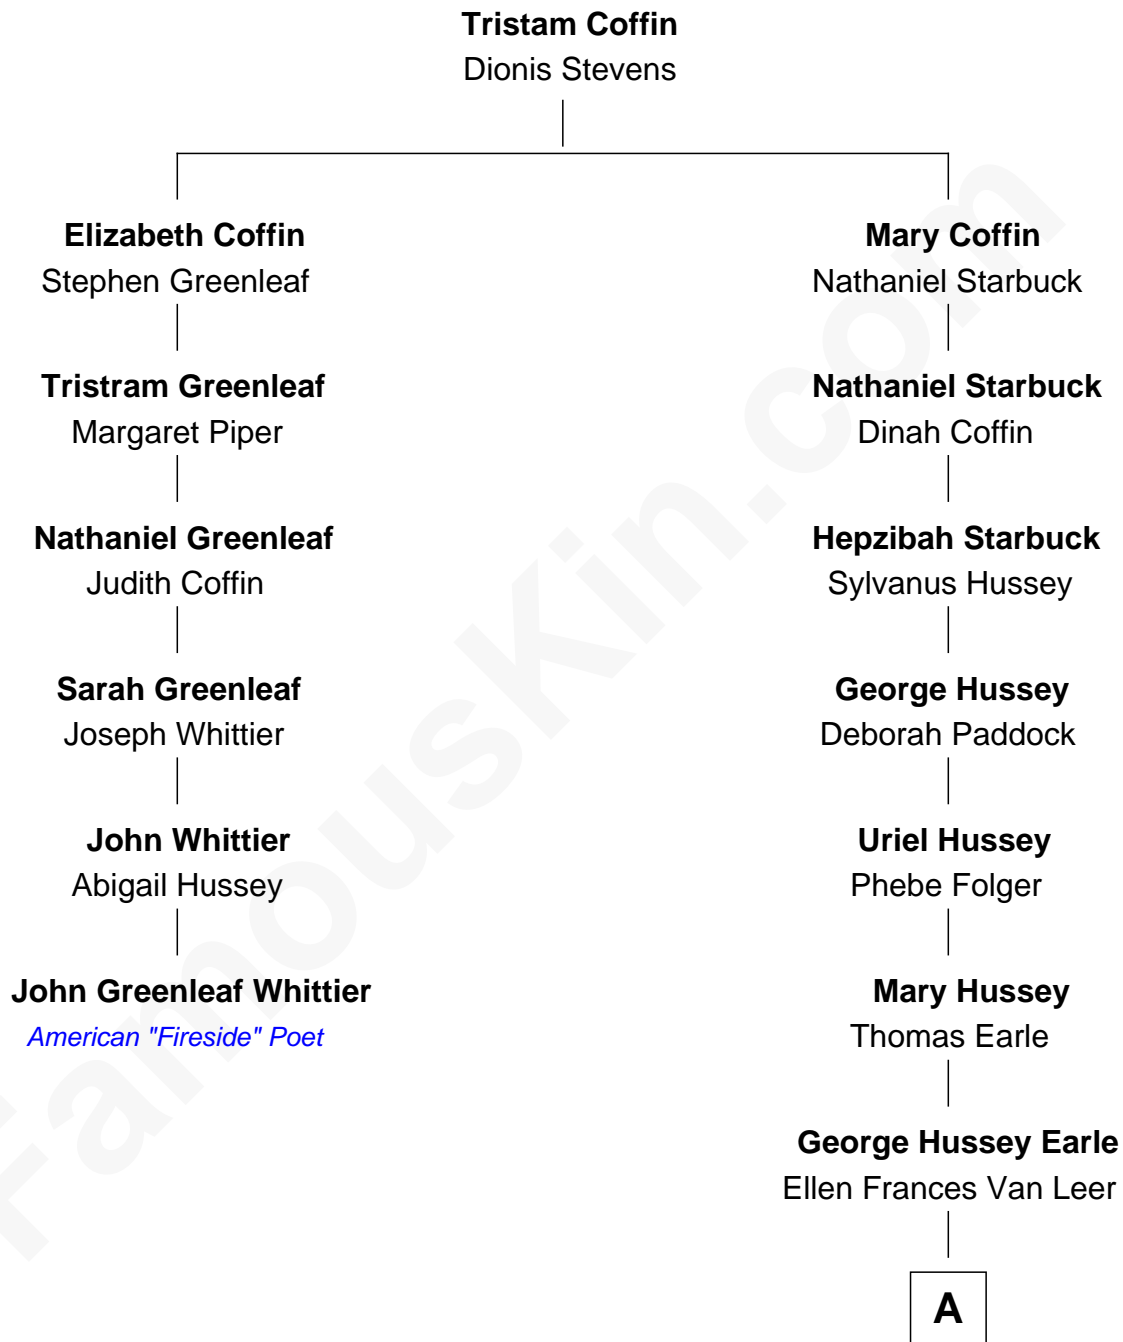 Tristam Coffin
Dionis Stevens
Elizabeth Coffin
Stephen Greenleaf
Mary Coffin
Nathaniel Starbuck
Tristram Greenleaf
Margaret Piper
Nathaniel Starbuck
Dinah Coffin
Nathaniel Greenleaf
Judith Coffin
Hepzibah Starbuck
Sylvanus Hussey
Sarah Greenleaf
Joseph Whittier
George Hussey
Deborah Paddock
John Whittier
Abigail Hussey
Uriel Hussey
Phebe Folger
John Greenleaf Whittier
American "Fireside" Poet
Mary Hussey
Thomas Earle
George Hussey Earle
Ellen Frances Van Leer
A
FamousKin.com